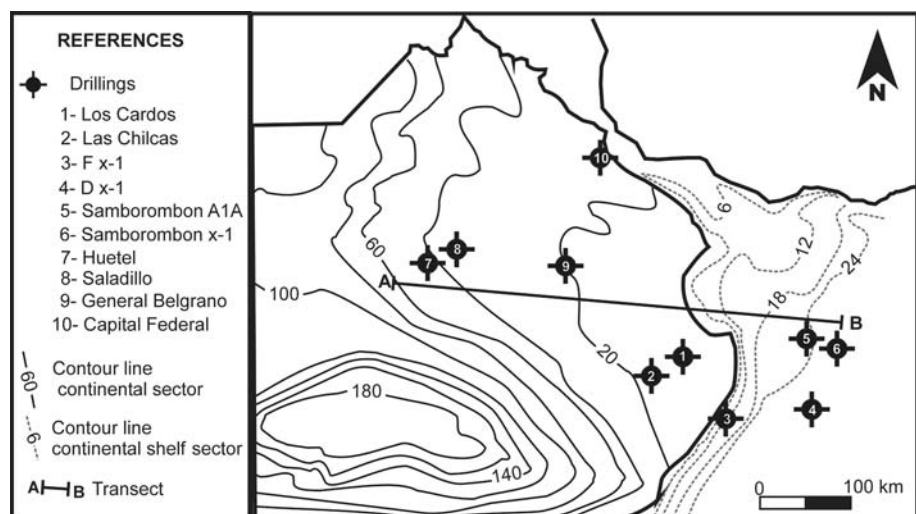 REFERENCES
Drillings
1- Los Cardos
2- Las Chilcas
3- F x-1
4- D x-1
5- Samborombon A1A
6- Samborombon x-1
7- Huetel
8- Saladillo
9- General Belgrano
10- Capital Federal
60
Contour line
continental sector
6
Contour line
continental shelf sector
A B Transect
N
10
6
12
24
60
8
7
9
A
18
100
B
5
6
20
1
2
180
4
3
140
0 100 km